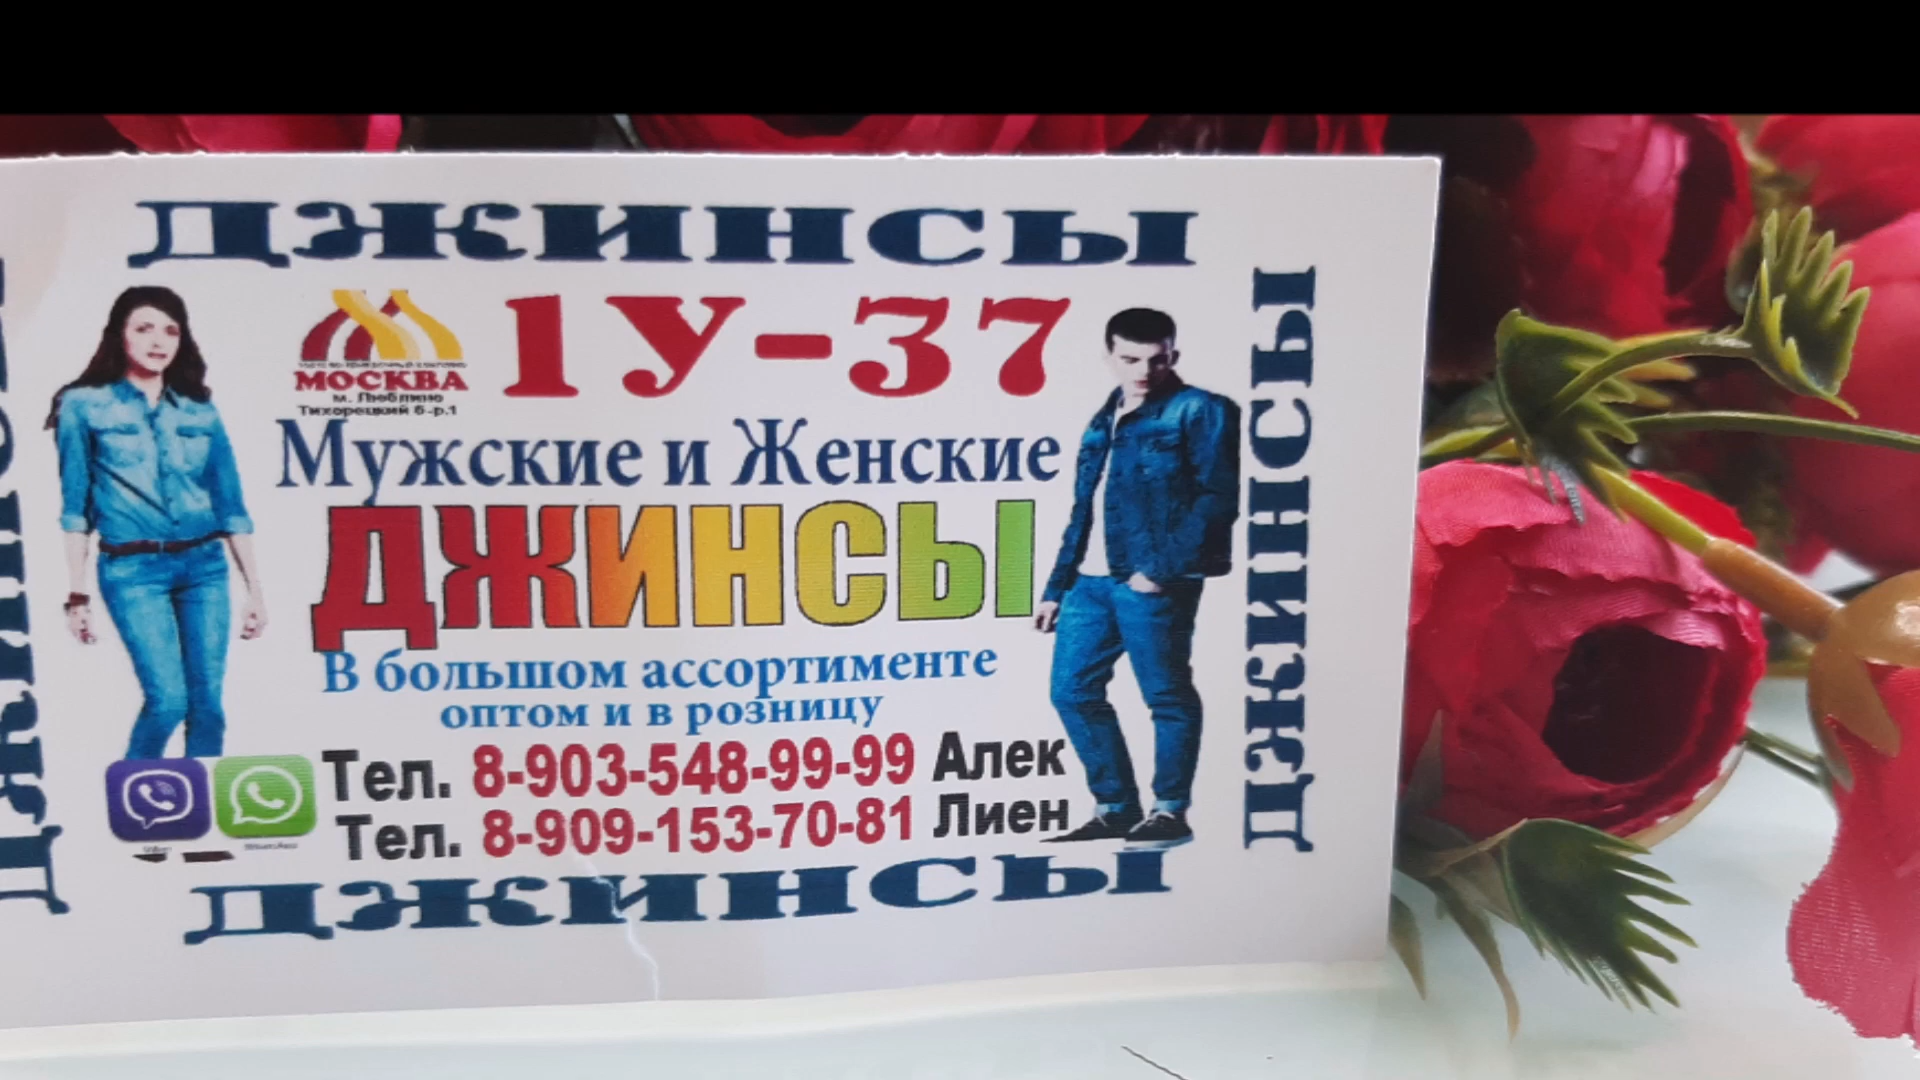 ДЖИНСЫ
МОСКВА
м. Люблино
Тихорецкий б-р.1
1У-37
Мужские и Женские
ДЖИНСЫ
В большом ассортименте
оптом и в розницу
Тел. 8-903-548-99-99 Алек
Тел. 8-909-153-70-81 Лиен
ДЖИНСЫ
ДЖИНСЫ